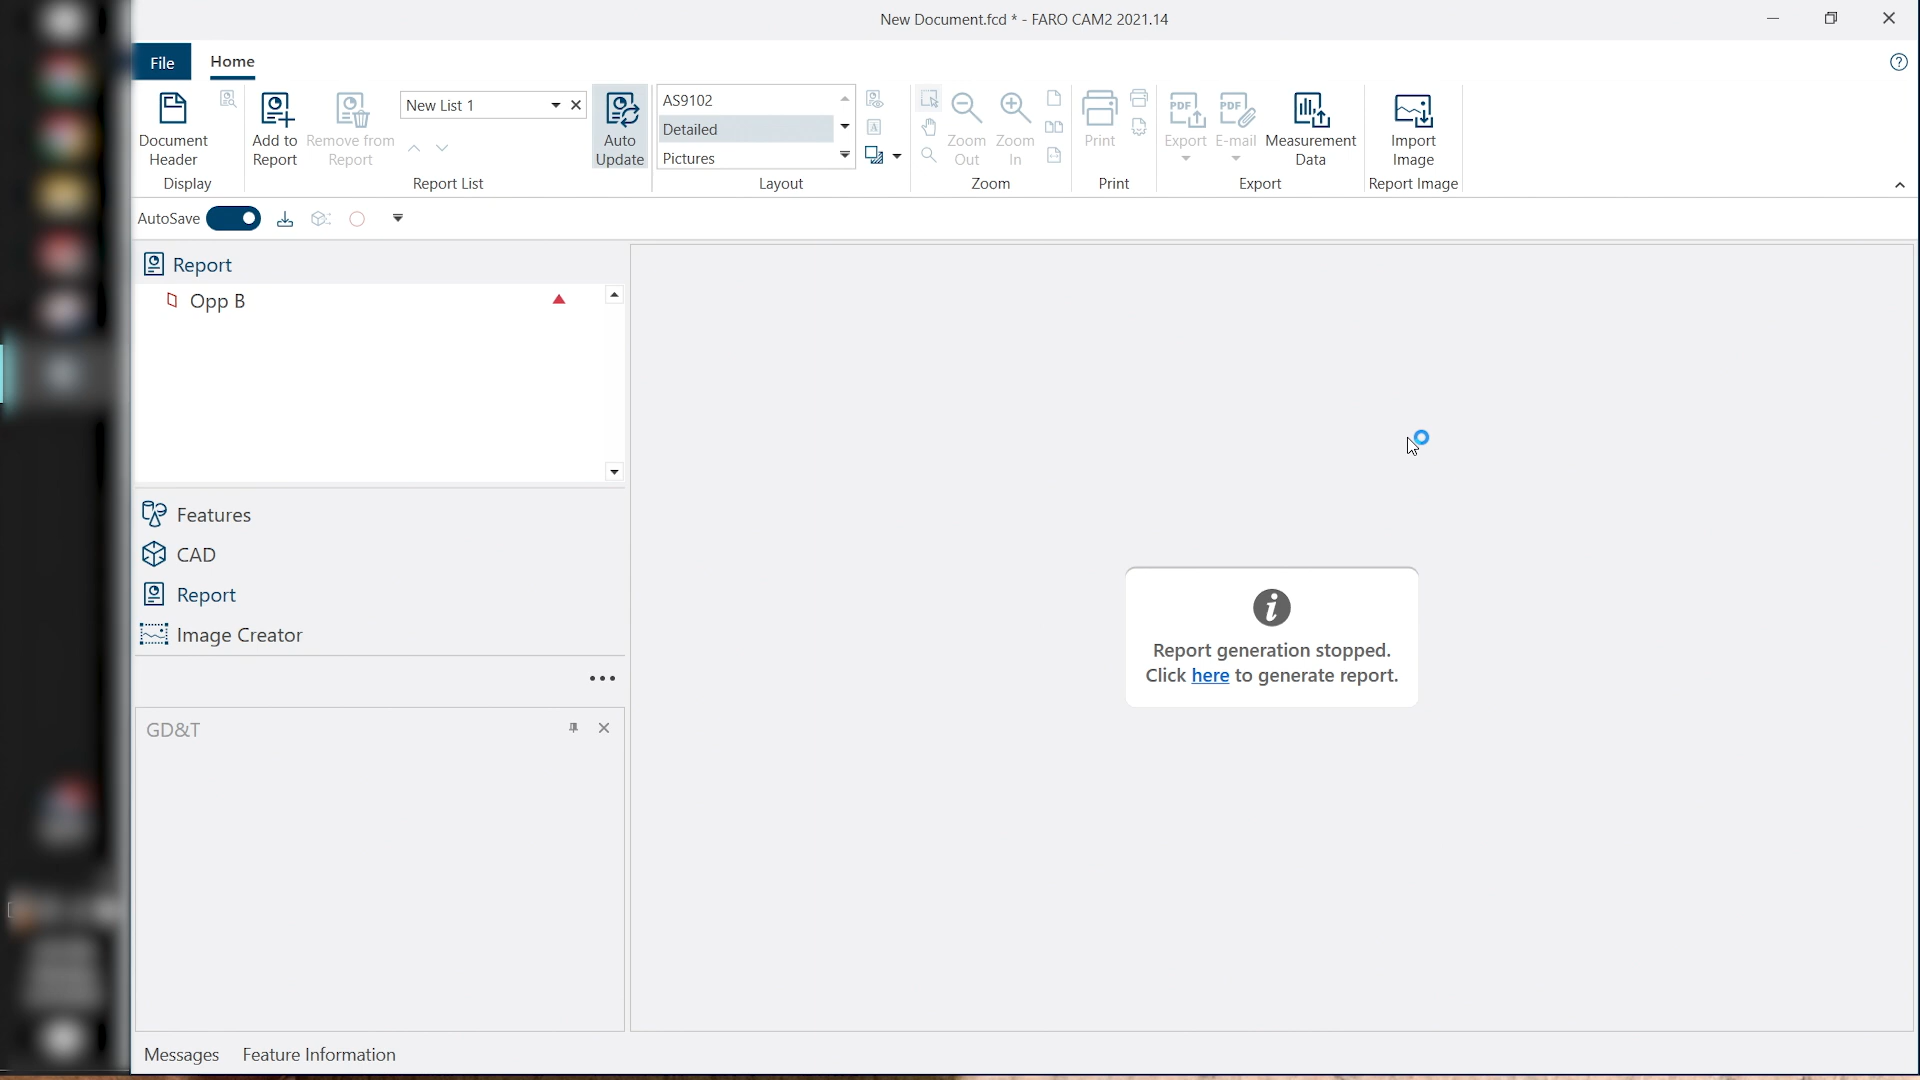 New Document.fcd * - FARO CAM2 2021.14
File
Home
Document
Header
Display
Add to
Report
Remove from
Report
New List 1
Report List
Auto
Update
AS9102
Detailed
Pictures
Layout
Zoom
Out
Zoom
In
Zoom
Print
Print
PDF
Export
PDF
E-mail
Measurement
Data
Export
Import
Image
Report Image
AutoSave
Report
Opp B
Features
CAD
Report
Image Creator
GD&T
Report generation stopped.
Click here to generate report.
Messages
Feature Information